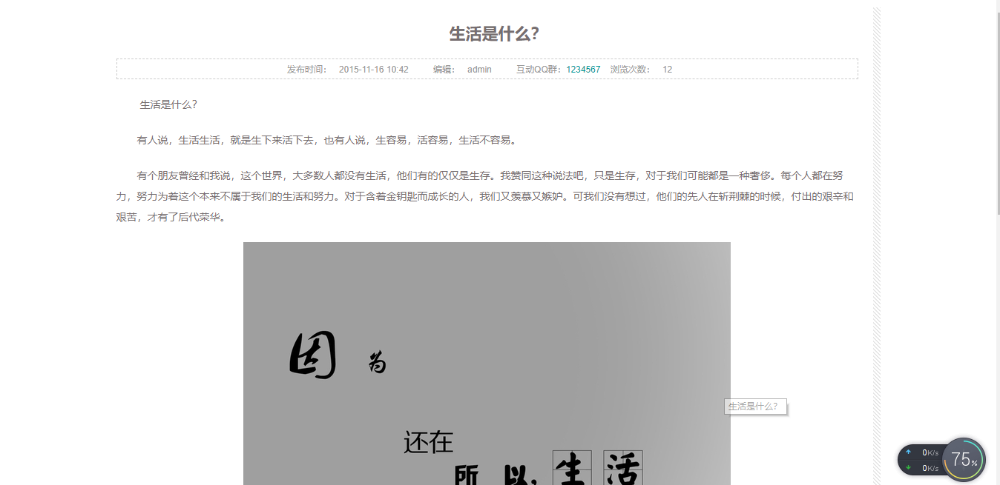 生活是什么？
发布时间： 2015-11-16 10:42 编辑： admin 互动QQ群：1234567 浏览次数： 12
生活是什么？
有人说，生活生活，就是生下来活下去，也有人说，生容易，活容易，生活不容易。
有个朋友曾经和我说，这个世界，大多数人都没有生活，他们有的仅仅是生存。我赞同这种说法吧，只是生存，对于我们可能都是一种奢侈。每个人都在努
力，努力为着这个本来不属于我们的生活和努力。对于含着金钥匙而成长的人，我们又羡慕又嫉妒。可我们没有想过，他们的先人在斩荆棘的时候，付出的艰辛和
艰苦，才有了后代荣华。
因为
还在
所以，生活
生活是什么？
0K/s
0K/s
75%